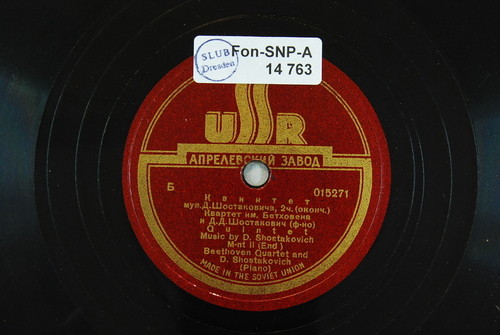 SLUB
Dresden
Fon-SNP-A
14 763
USSR
АПРЕЛЕВСКИЙ ЗАВОД
Б
015271
Квинтет
муз.Д.Шостаковича, 2ч.(оконч.)
Квартет им. Бетховена
и Д.Д.Шостакович (ф-но)
Quintet
Music by D. Shostakovich
M-nt II (End)
Beethoven Quartet and
D. Shostakovich
(Piano)
MADE IN THE SOVIET UNION